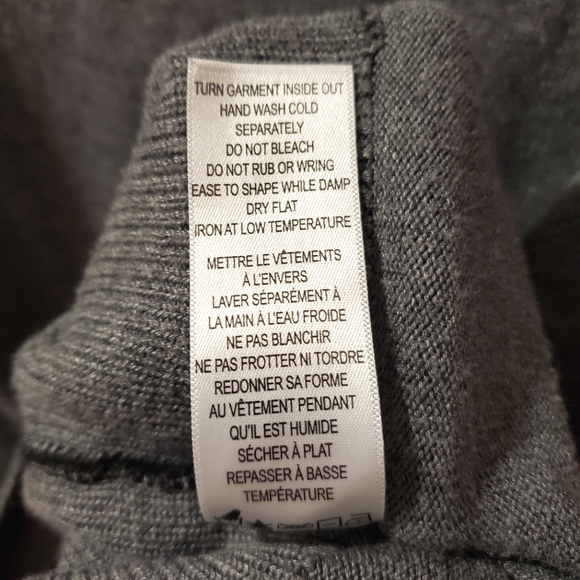 TURN GARMENT INSIDE OUT
HAND WASH COLD
SEPARATELY
DO NOT BLEACH
DO NOT RUB OR WRING
EASE TO SHAPE WHILE DAMP
DRY FLAT
IRON AT LOW TEMPERATURE
METTRE LE VÊTEMENTS
À L'ENVERS
LAVER SÉPARÉMENT À
LA MAIN À L'EAU FROIDE
NE PAS BLANCHIR
NE PAS FROTTER NI TORDRE
REDONNER SA FORME
AU VÊTEMENT PENDANT
QU'IL EST HUMIDE
SÉCHER À PLAT
REPASSER À BASSE
TEMPÉRATURE